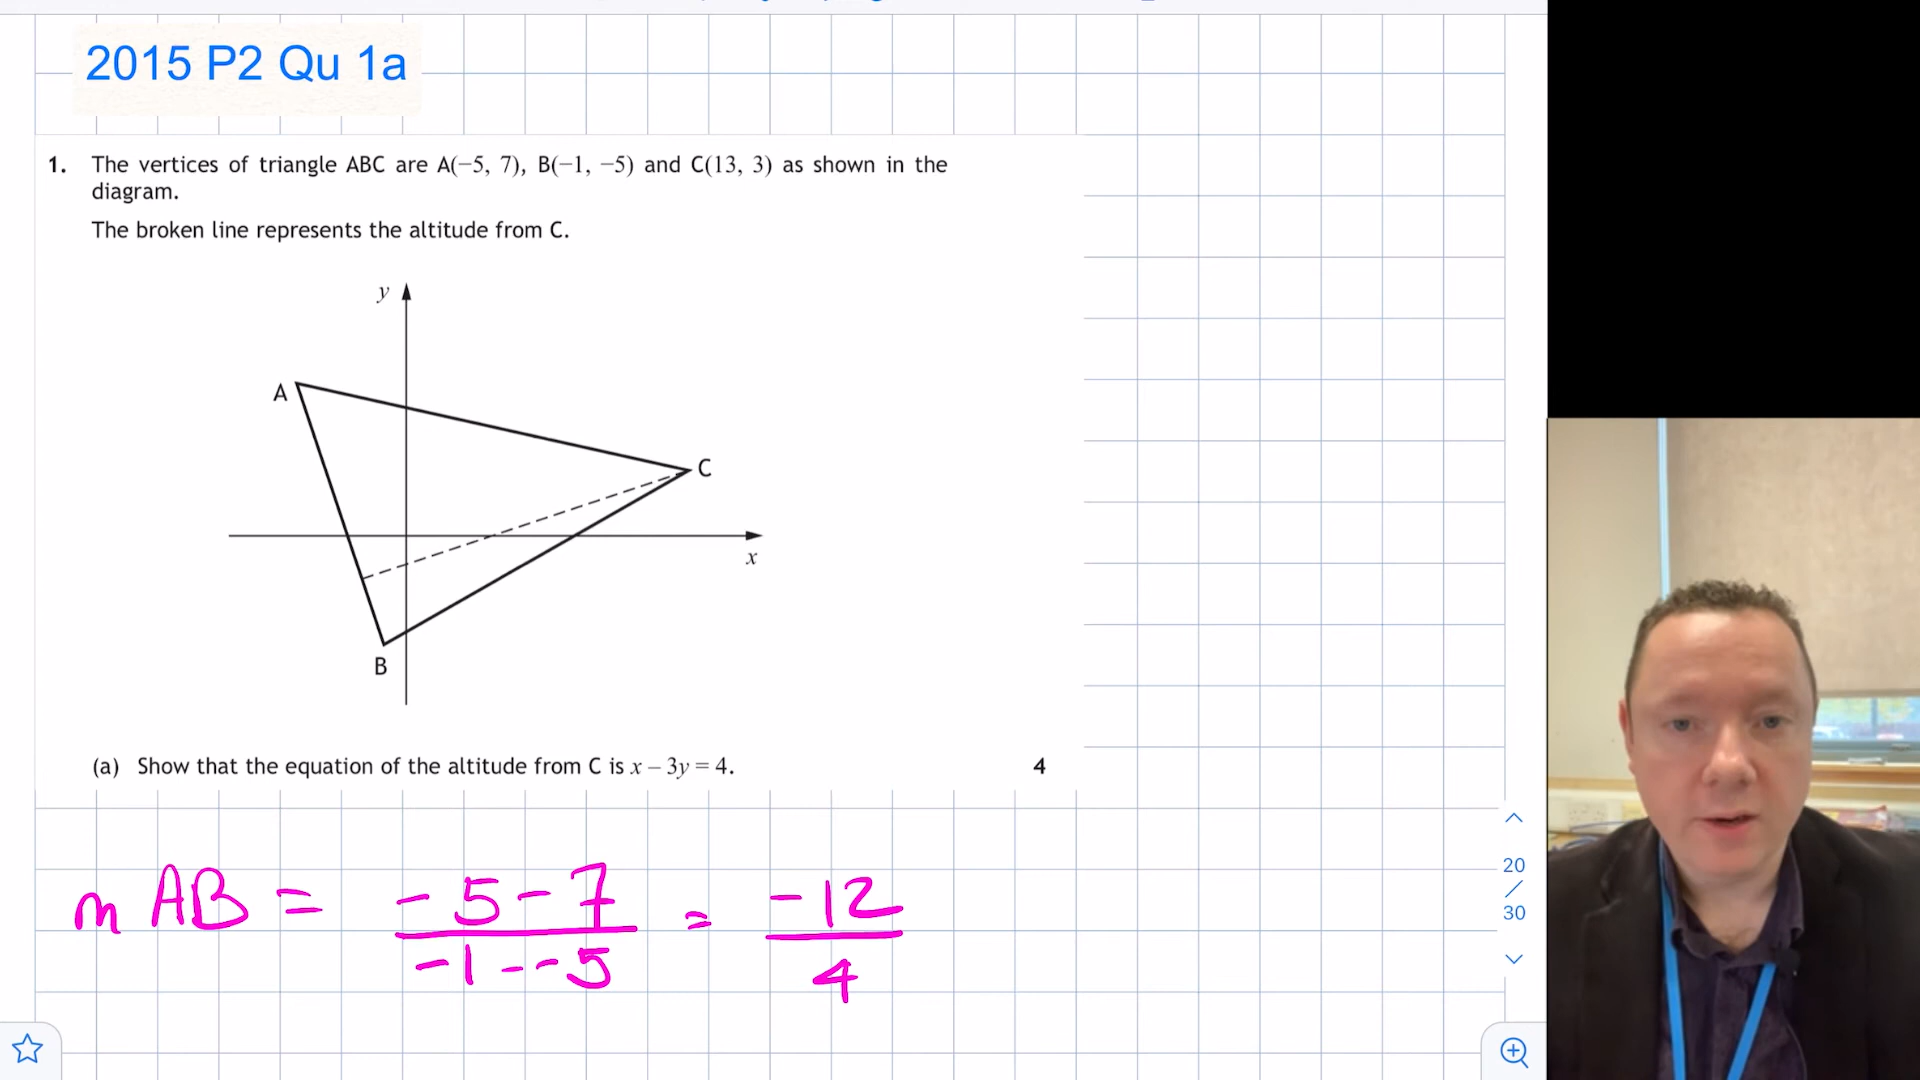 2015 P2 Qu 1a
1. The vertices of triangle ABC are A(−5, 7), B(−1, −5) and C(13, 3) as shown in the
diagram.
The broken line represents the altitude from C.
y
A
C
x
B
(a) Show that the equation of the altitude from C is x – 3y = 4. 4
m AB = -5-7 / -1--5 = -12 / 4
20
/
30